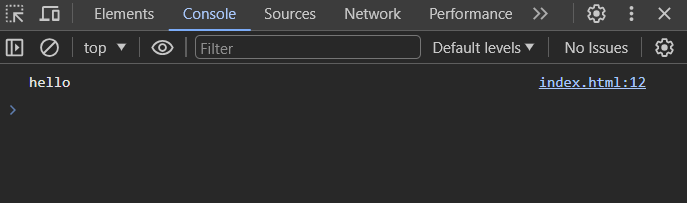 Elements Console Sources Network Performance
top Filter Default levels No Issues
hello index.html:12